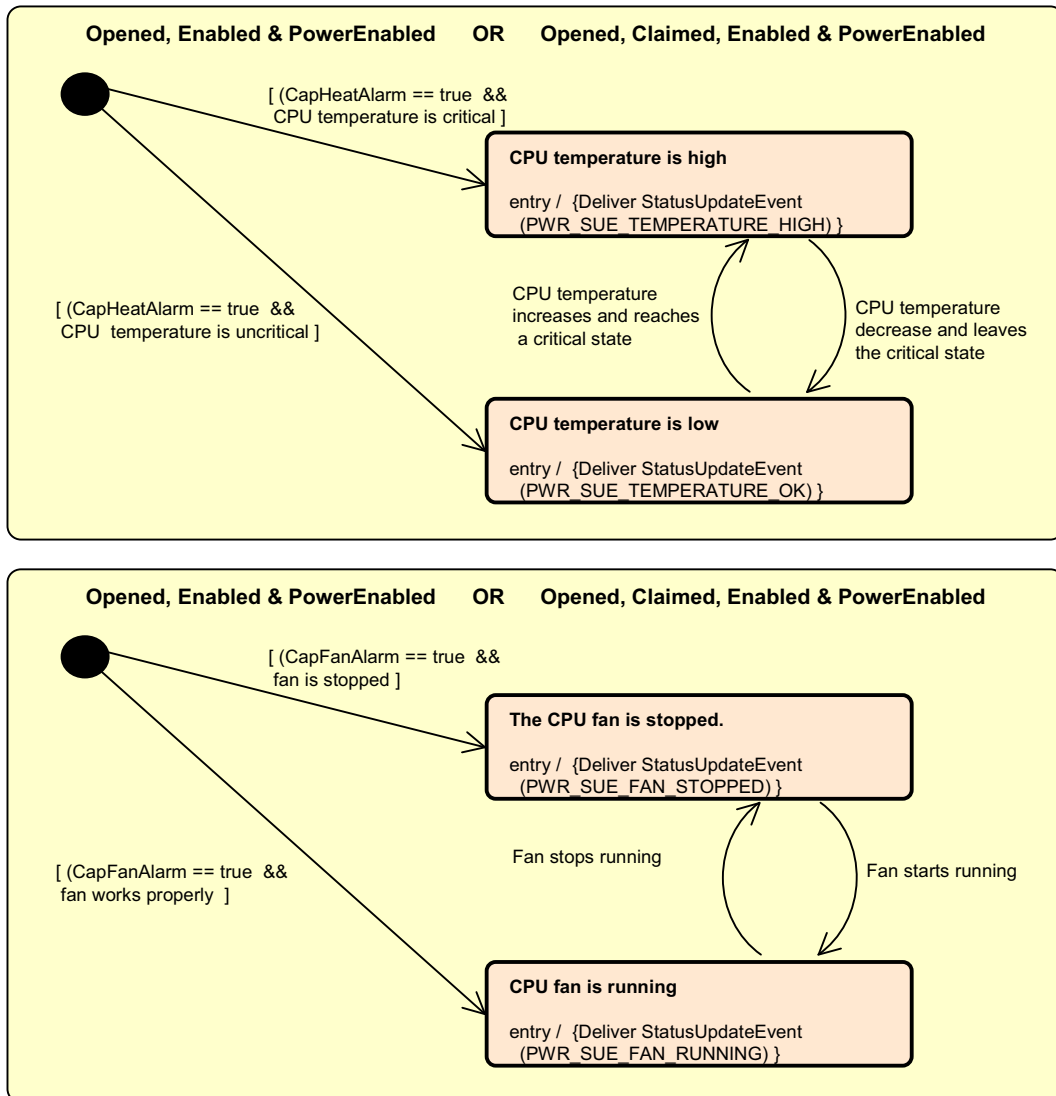 Opened, Enabled & PowerEnabled OR Opened, Claimed, Enabled & PowerEnabled
[ (CapHeatAlarm == true &&
CPU temperature is critical ]
CPU temperature is high
entry / {Deliver StatusUpdateEvent
(PWR_SUE_TEMPERATURE_HIGH) }
[ (CapHeatAlarm == true &&
CPU temperature is uncritical ]
CPU temperature
increases and reaches
a critical state
CPU temperature
decrease and leaves
the critical state
CPU temperature is low
entry / {Deliver StatusUpdateEvent
(PWR_SUE_TEMPERATURE_OK) }
Opened, Enabled & PowerEnabled OR Opened, Claimed, Enabled & PowerEnabled
[ (CapFanAlarm == true &&
fan is stopped ]
The CPU fan is stopped.
entry / {Deliver StatusUpdateEvent
(PWR_SUE_FAN_STOPPED) }
[ (CapFanAlarm == true &&
fan works properly ]
Fan stops running
Fan starts running
CPU fan is running
entry / {Deliver StatusUpdateEvent
(PWR_SUE_FAN_RUNNING) }